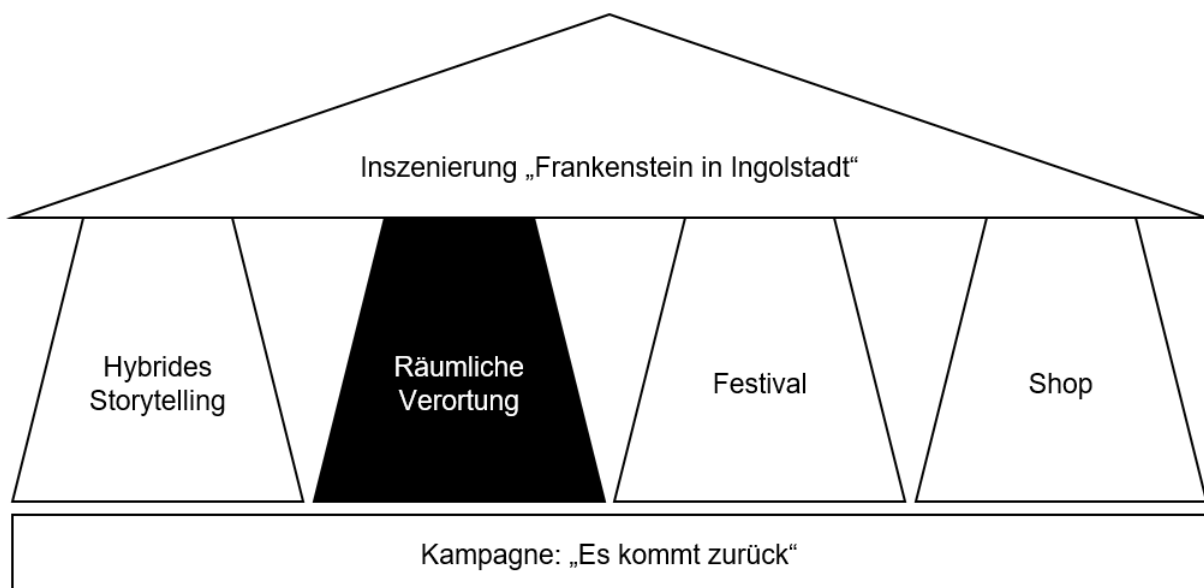 Inszenierung „Frankenstein in Ingolstadt“
Hybrides
Storytelling
Räumliche
Verortung
Festival
Shop
Kampagne: „Es kommt zurück“